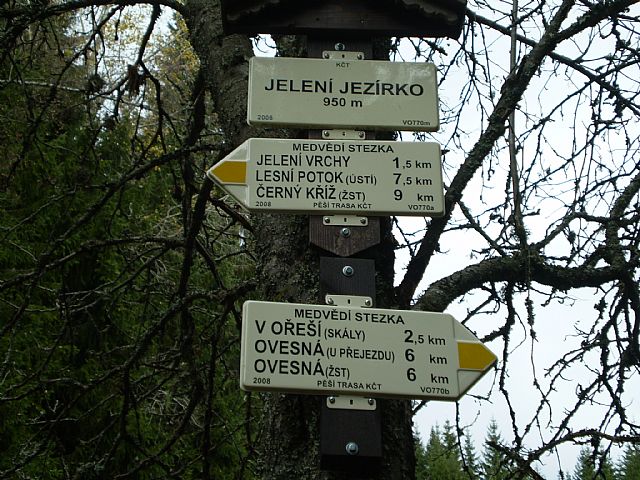 KČT
JELENÍ JEZÍRKO
950 m
2008 VO770m
MEDVĚDÍ STEZKA
JELENÍ VRCHY 1,5 KM
LESNÍ POTOK (ÚSTÍ) 7,5 KM
ČERNÝ KŘÍŽ (ŽST) 9 KM
PĚŠÍ TRASA KČT
2008 VO770a
MEDVĚDÍ STEZKA
V OŘEŠÍ (SKÁLY) 2,5 KM
OVESNÁ (U PŘEJEZDU) 6 KM
OVESNÁ (ŽST) 6 KM
2008 PĚŠÍ TRASA KČT VO770b